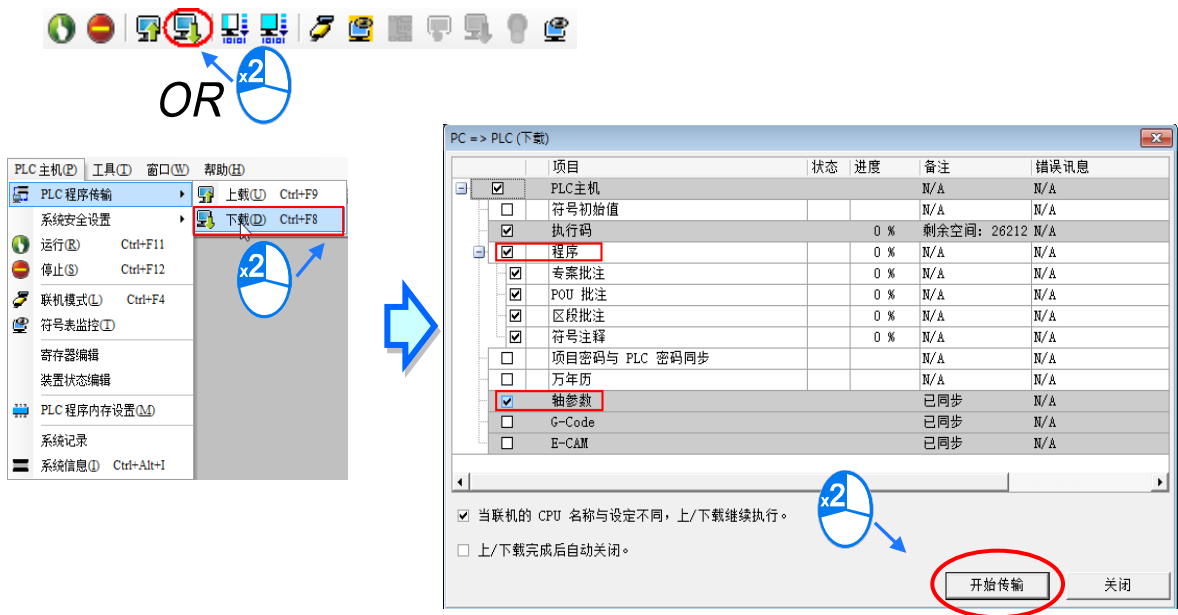 x2
OR
PLC 主机(P) 工具(T) 窗口(W) 帮助(H)
PLC 程序传输
上载(U) Ctrl+F9
系统安全设置
下载(D) Ctrl+F8
运行(R) Ctrl+F11
停止(S) Ctrl+F12
x2
联机模式(L) Ctrl+F4
符号表监控(T)
寄存器编辑
装置状态编辑
PLC 程序内存设置(M)
系统记录
系统信息(I) Ctrl+Alt+I
PC => PLC (下载)
项目 状态 进度 备注 错误讯息
PLC主机 N/A N/A
符号初始值 N/A N/A
执行码 0 % 剩余空间: 26212 N/A
程序 0 % N/A N/A
专案批注 0 % N/A N/A
POU 批注 0 % N/A N/A
区段批注 0 % N/A N/A
符号注释 0 % N/A N/A
项目密码与 PLC 密码同步 N/A N/A
万年历 N/A N/A
轴参数 已同步 N/A
G-Code 已同步 N/A
E-CAM 已同步 N/A
当联机的 CPU 名称与设定不同，上/下载继续执行。
x2
上/下载完成后自动关闭。
开始传输 关闭